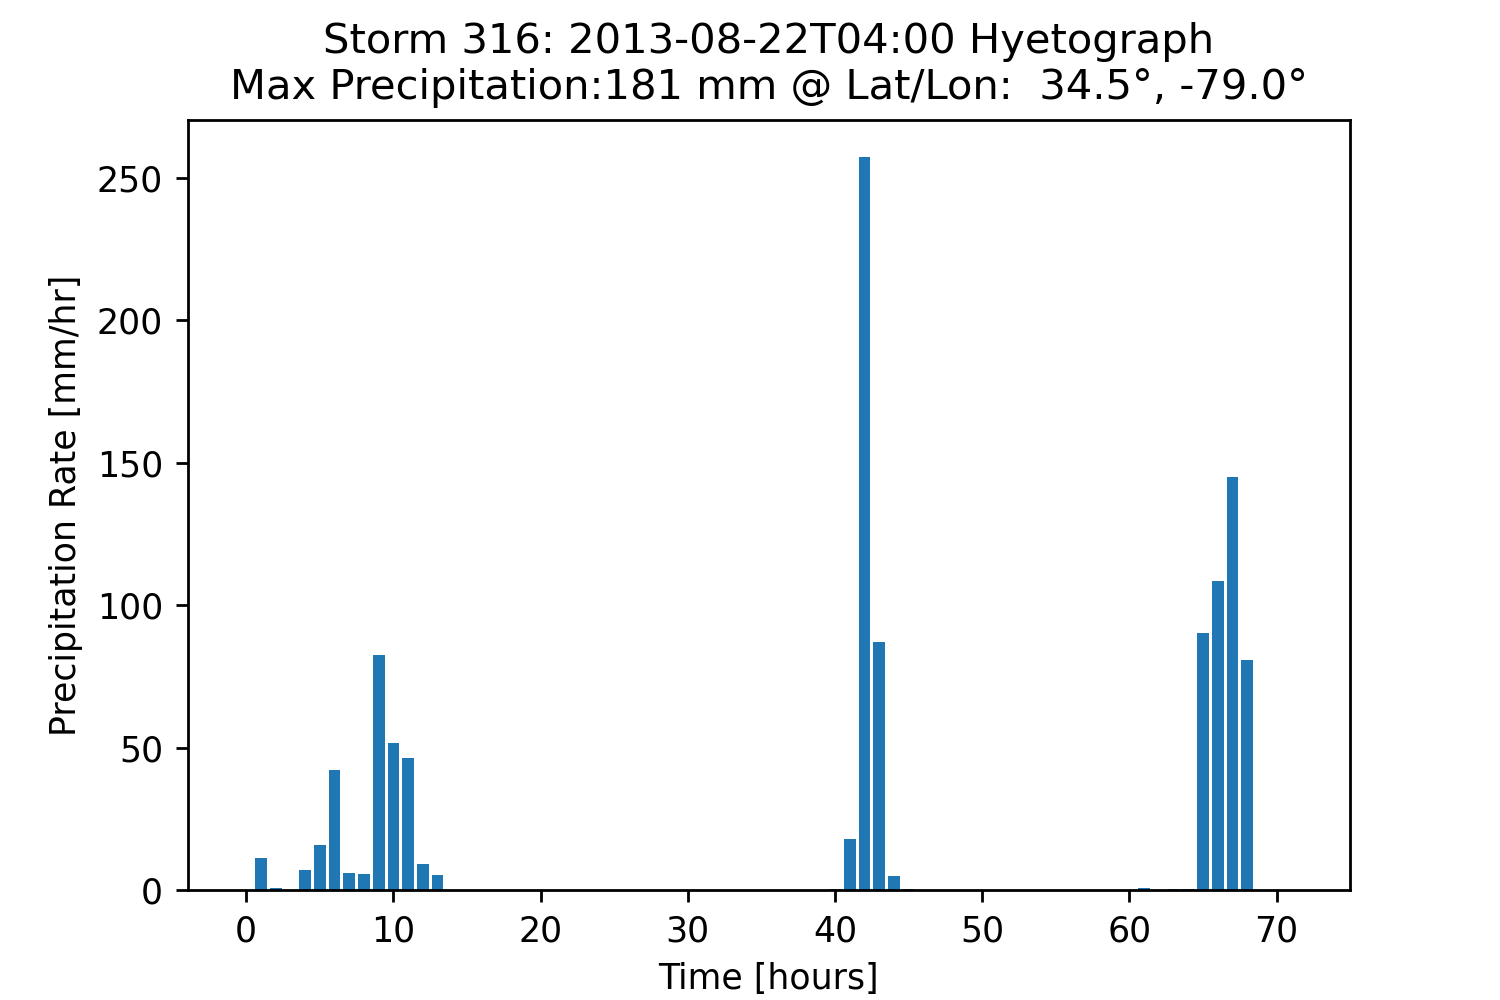 Storm 316: 2013-08-22T04:00 Hyetograph
Max Precipitation:181 mm @ Lat/Lon:  34.5°, -79.0°
250
200
150
100
50
0
Precipitation Rate [mm/hr]
0 10 20 30 40 50 60 70
Time [hours]